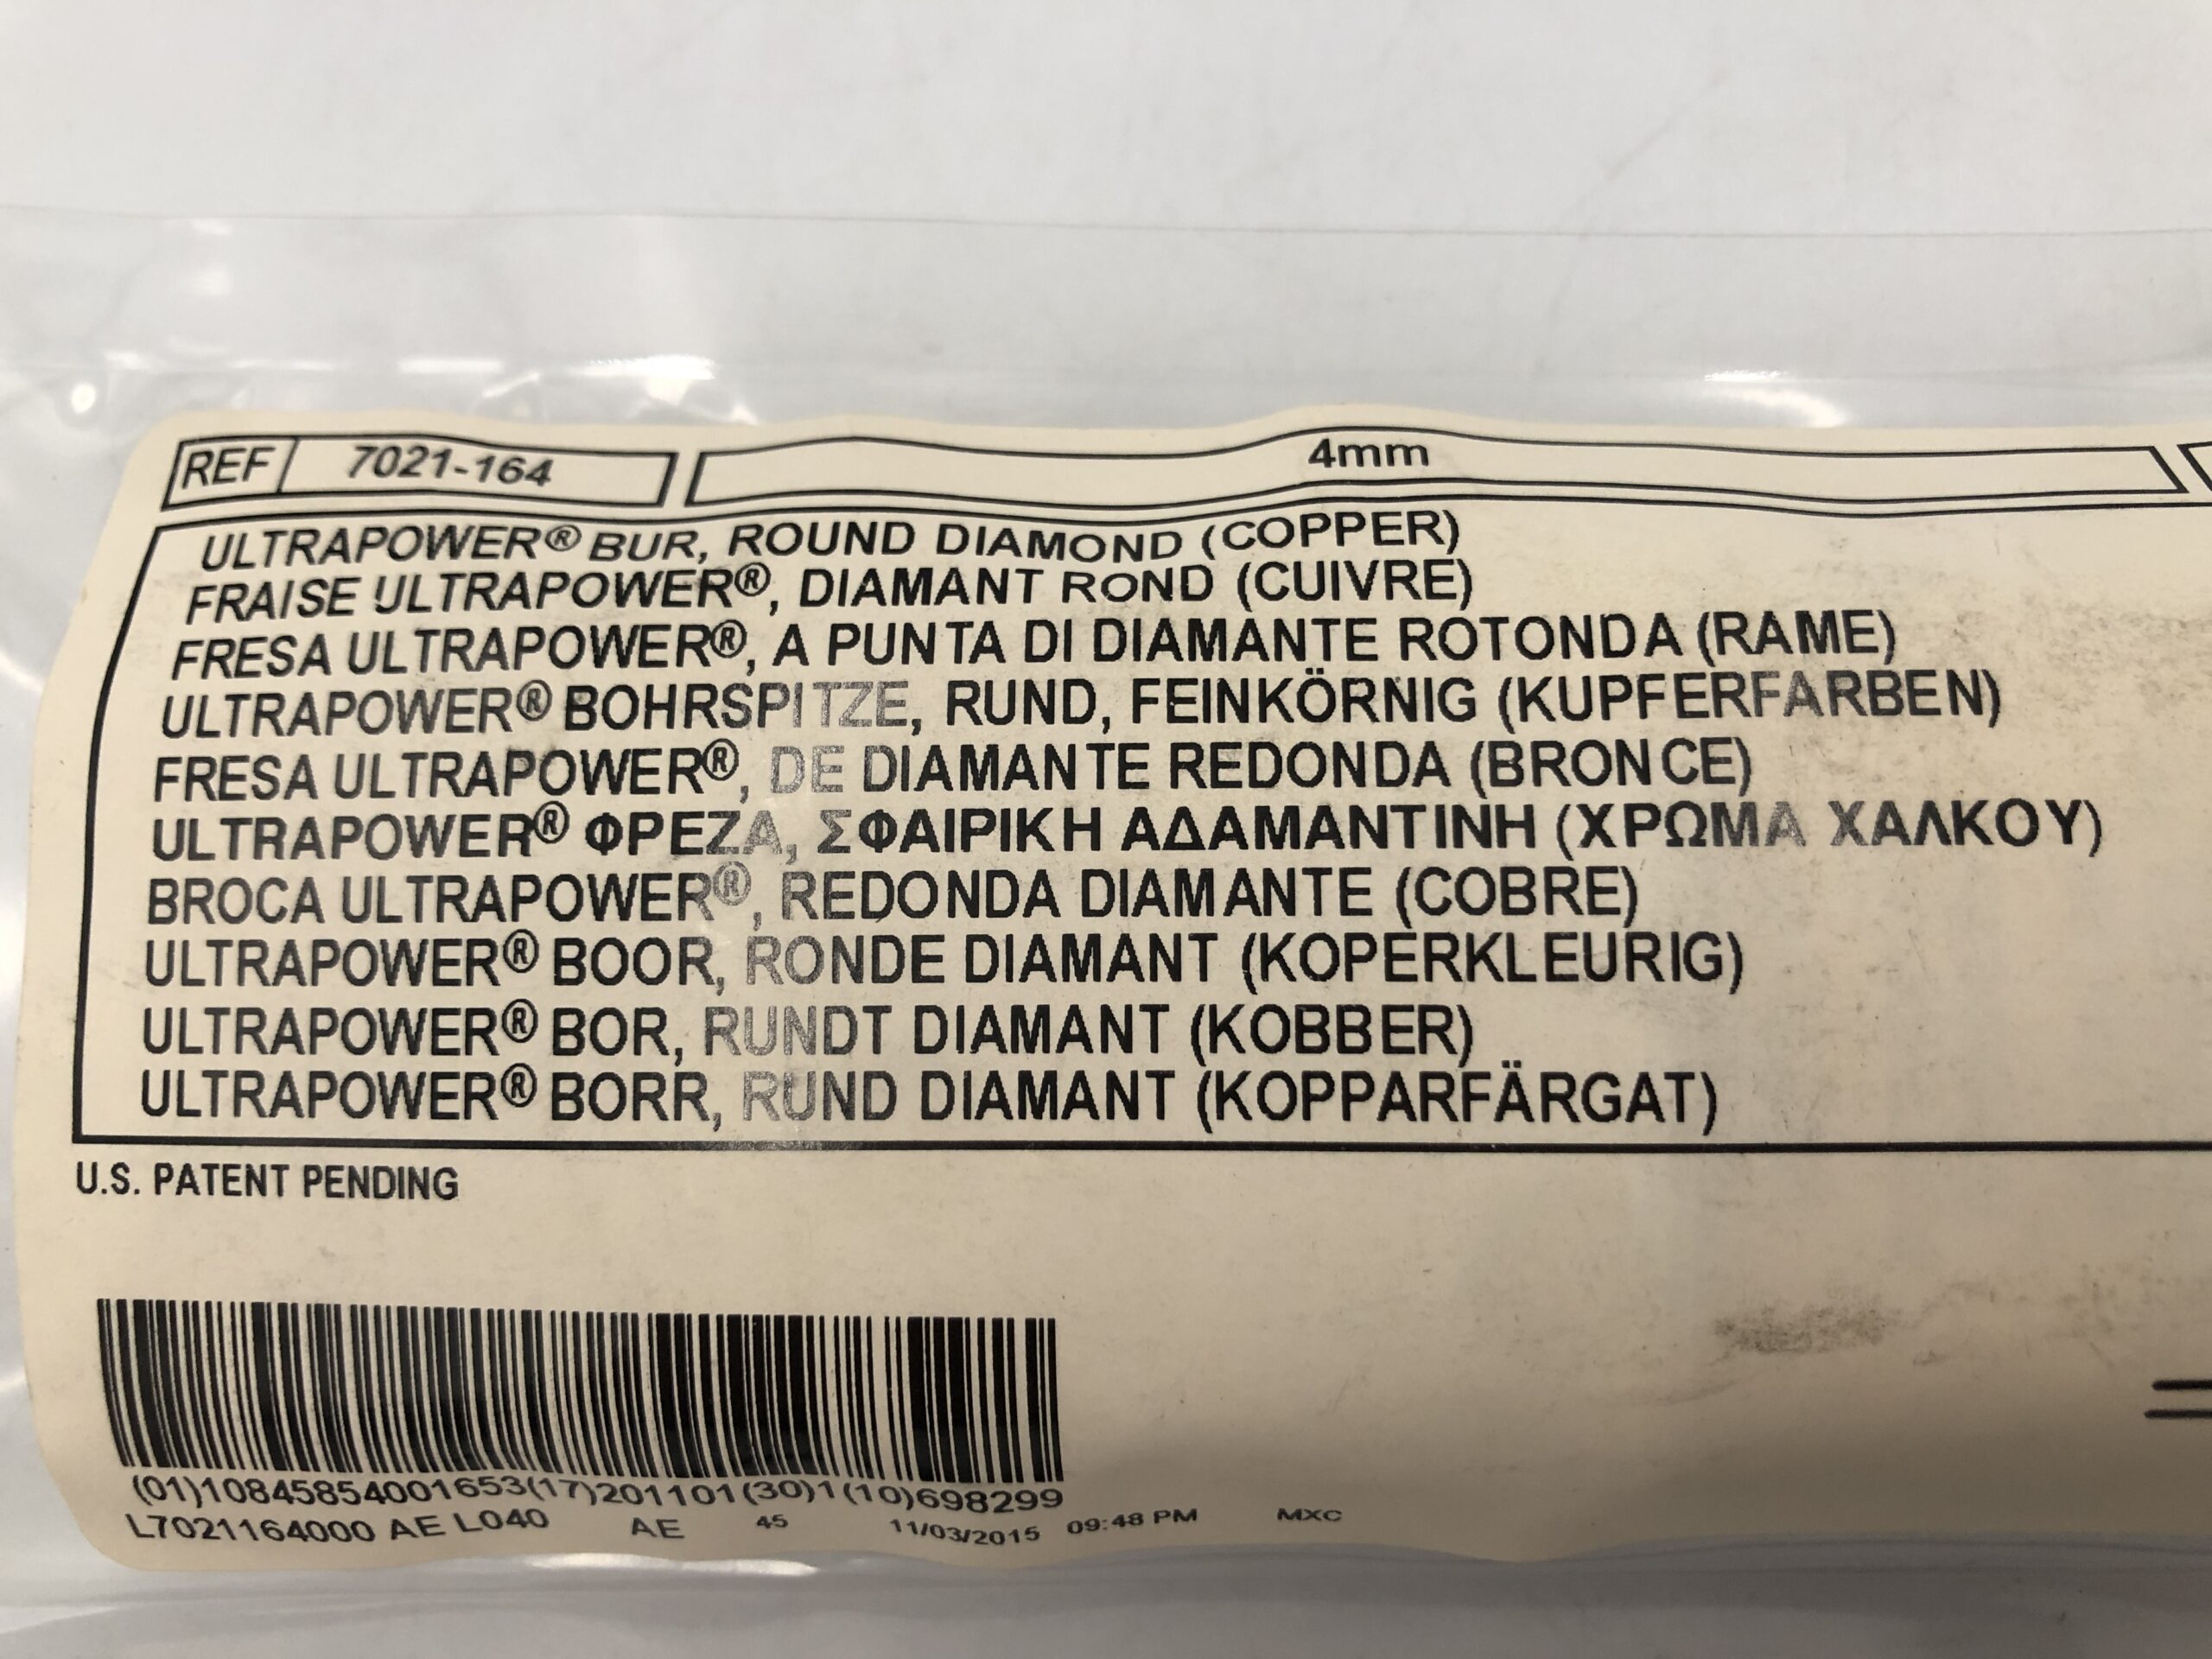 REF 7021-164 4mm
ULTRAPOWER® BUR, ROUND DIAMOND (COPPER)
FRAISE ULTRAPOWER®, DIAMANT ROND (CUIVRE)
FRESA ULTRAPOWER®, A PUNTA DI DIAMANTE ROTONDA (RAME)
ULTRAPOWER® BOHRSPITZE, RUND, FEINKÖRNIG (KUPFERFARBEN)
FRESA ULTRAPOWER®, DE DIAMANTE REDONDA (BRONCE)
ULTRAPOWER® ΦΡΕΖΑ, ΣΦΑΙΡΙΚΗ ΑΔΑΜΑΝΤΙΝΗ (ΧΡΩΜΑ ΧΑΛΚΟΥ)
BROCA ULTRAPOWER®, REDONDA DIAMANTE (COBRE)
ULTRAPOWER® BOOR, RONDE DIAMANT (KOPERKLEURIG)
ULTRAPOWER® BOR, RUNDT DIAMANT (KOBBER)
ULTRAPOWER® BORR, RUND DIAMANT (KOPPARFÄRGAT)
U.S. PATENT PENDING
(01)10845854001653(17)201101(30)1(10)698299
L7021164000 AE L040 AE 45 11/03/2015 09:48 PM MXC